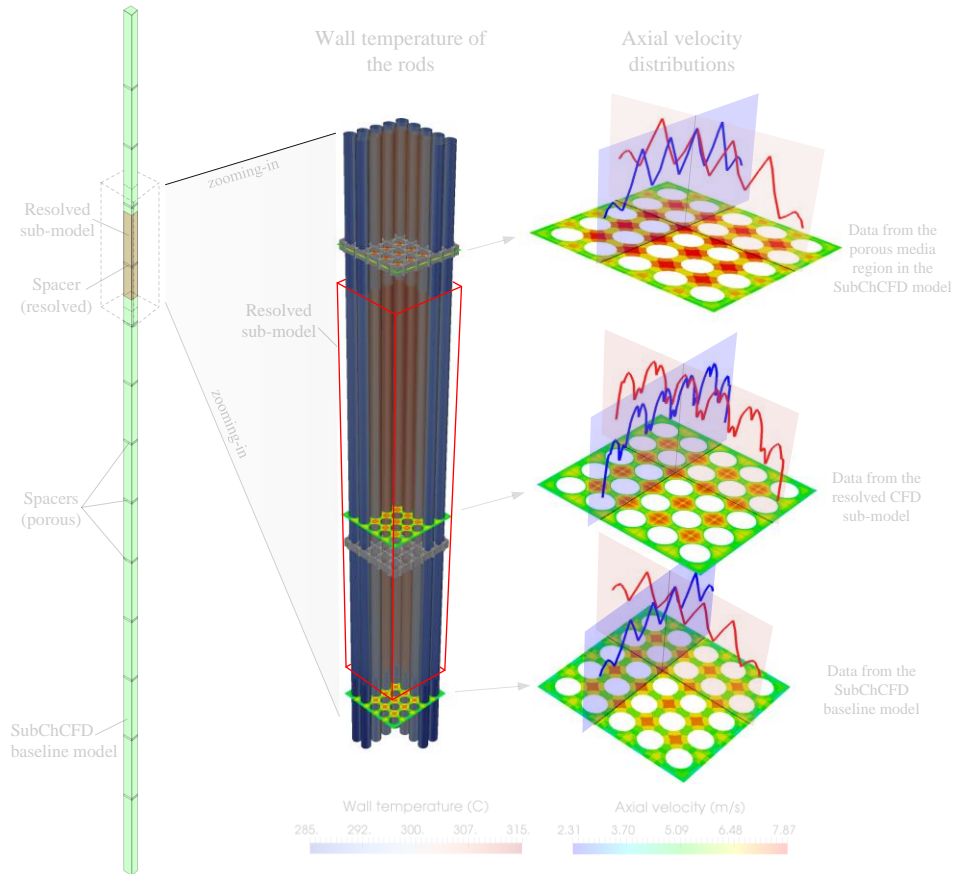 Wall temperature of
the rods
Axial velocity
distributions
zooming-in
Resolved
sub-model
Spacer
(resolved)
Resolved
sub-model
Data from the
porous media
region in the
SubChCFD model
zooming-in
Spacers
(porous)
Data from the
resolved CFD
sub-model
Data from the
SubChCFD
baseline model
SubChCFD
baseline model
Wall temperature (C)
285. 292. 300. 307. 315.
Axial velocity (m/s)
2.31 3.70 5.09 6.48 7.87